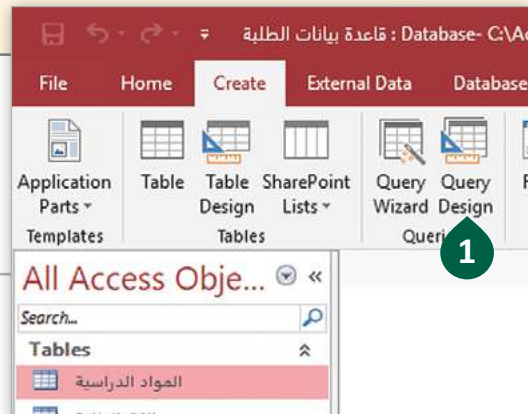 قاعدة بيانات الطلبة : Database- C:\Ac
File Home Create External Data Database
Application Parts
Table
Table Design
SharePoint Lists
Query Wizard
Query Design
Templates
Tables
Queri
1
All Access Obje...
Search...
Tables
المواد الدراسية